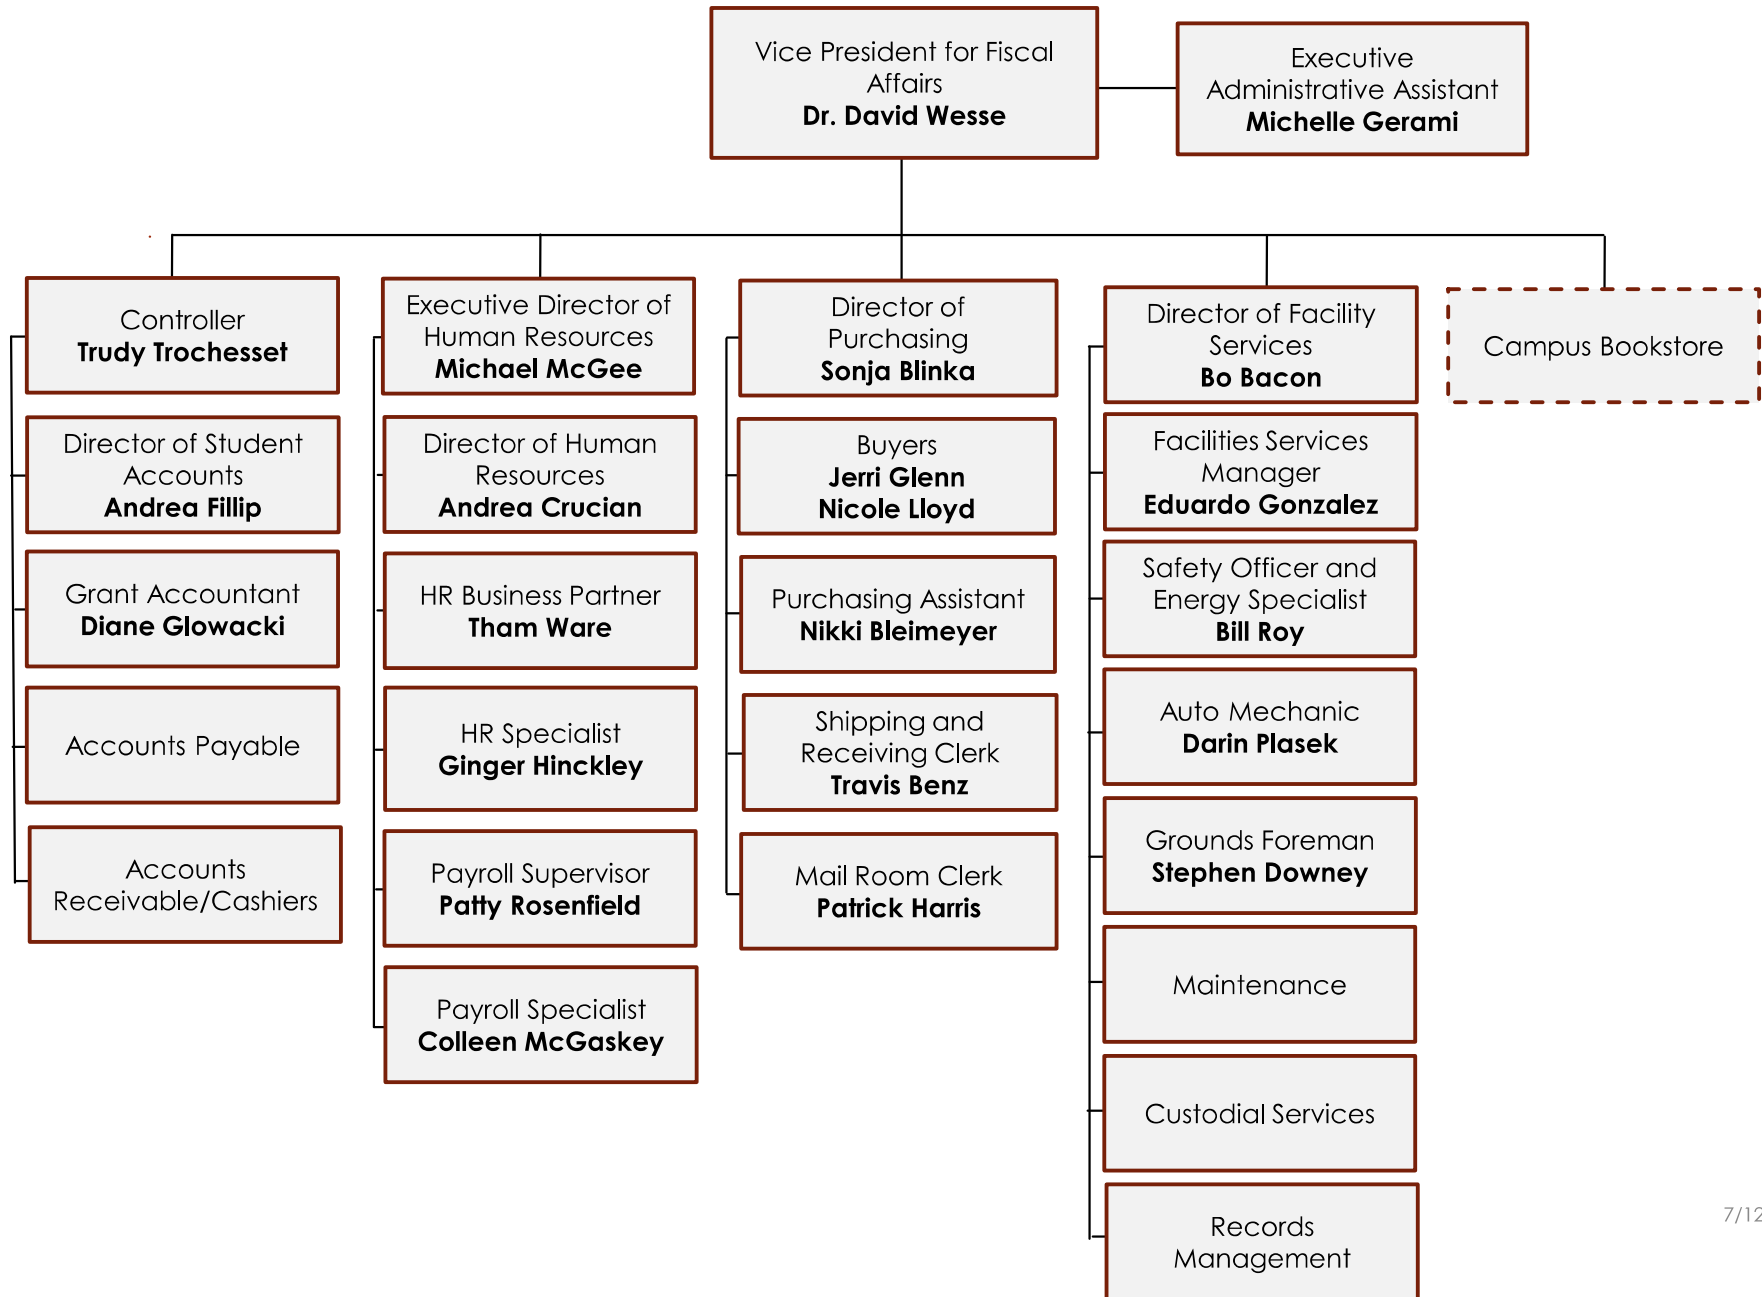 Vice President for Fiscal
Affairs
Dr. David Wesse
Executive
Administrative Assistant
Michelle Gerami
Controller
Trudy Trochesset
Director of Student
Accounts
Andrea Fillip
Grant Accountant
Diane Glowacki
Accounts Payable
Accounts
Receivable/Cashiers
Executive Director of
Human Resources
Michael McGee
Director of Human
Resources
Andrea Crucian
HR Business Partner
Tham Ware
HR Specialist
Ginger Hinckley
Payroll Supervisor
Patty Rosenfield
Payroll Specialist
Colleen McGaskey
Director of
Purchasing
Sonja Blinka
Buyers
Jerri Glenn
Nicole Lloyd
Purchasing Assistant
Nikki Bleimeyer
Shipping and
Receiving Clerk
Travis Benz
Mail Room Clerk
Patrick Harris
Director of Facility
Services
Bo Bacon
Facilities Services
Manager
Eduardo Gonzalez
Safety Officer and
Energy Specialist
Bill Roy
Auto Mechanic
Darin Plasek
Grounds Foreman
Stephen Downey
Maintenance
Custodial Services
Records
Management
Campus Bookstore
7/12